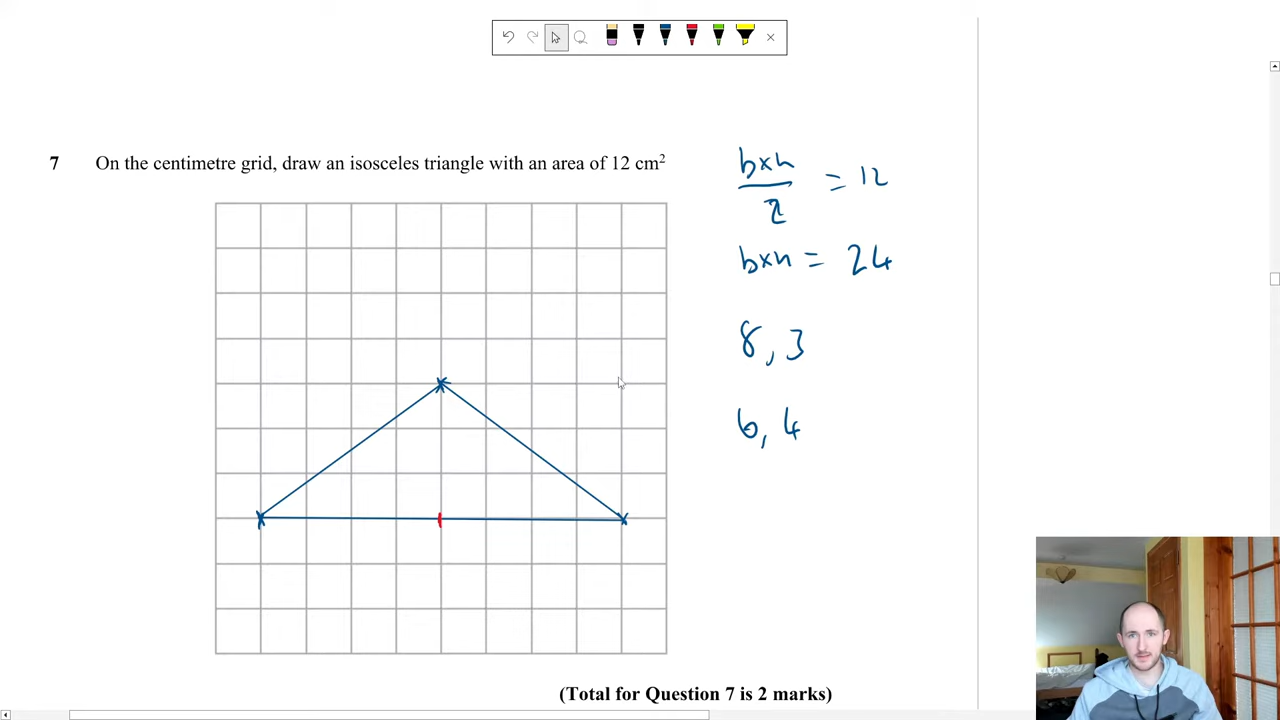 7 On the centimetre grid, draw an isosceles triangle with an area of 12 cm²
b×h
2
= 12
b×h = 24
8, 3
6, 4
(Total for Question 7 is 2 marks)